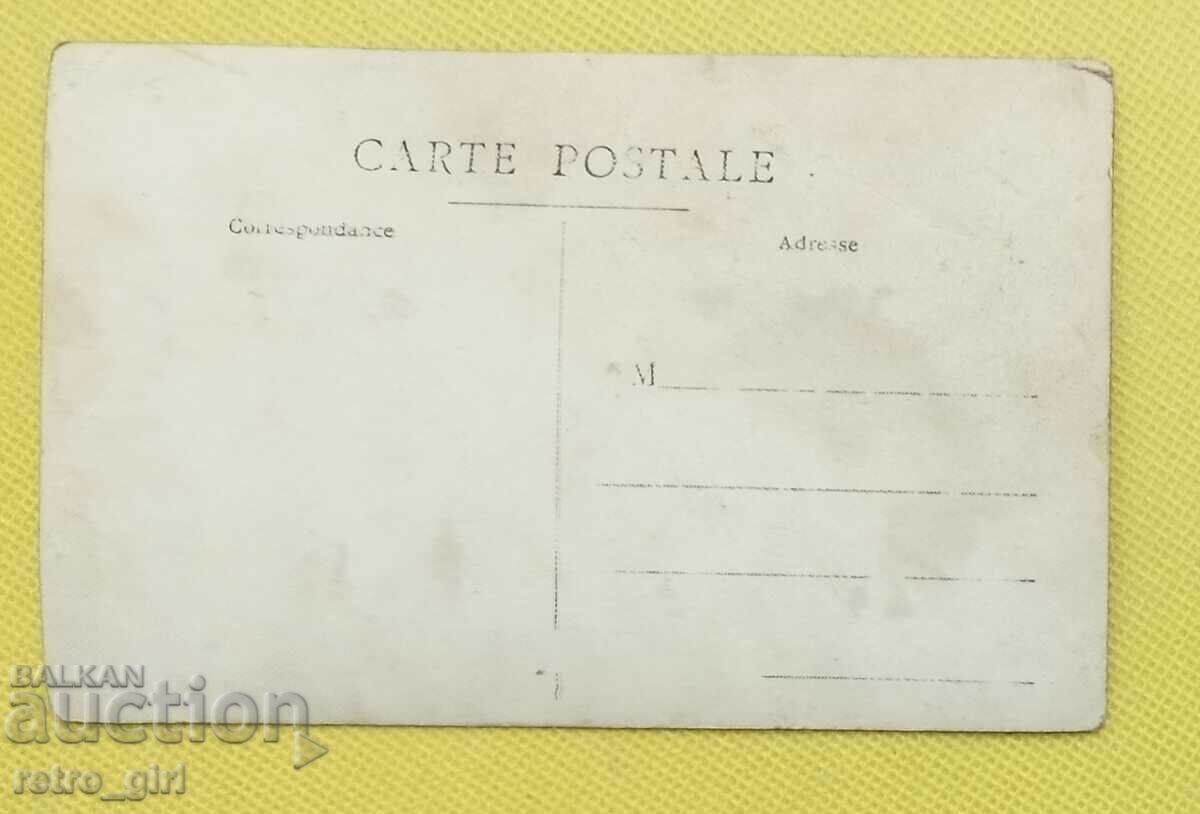 CARTE POSTALE
Correspondance
Adresse
M
BALKAN
auction
retro_girl